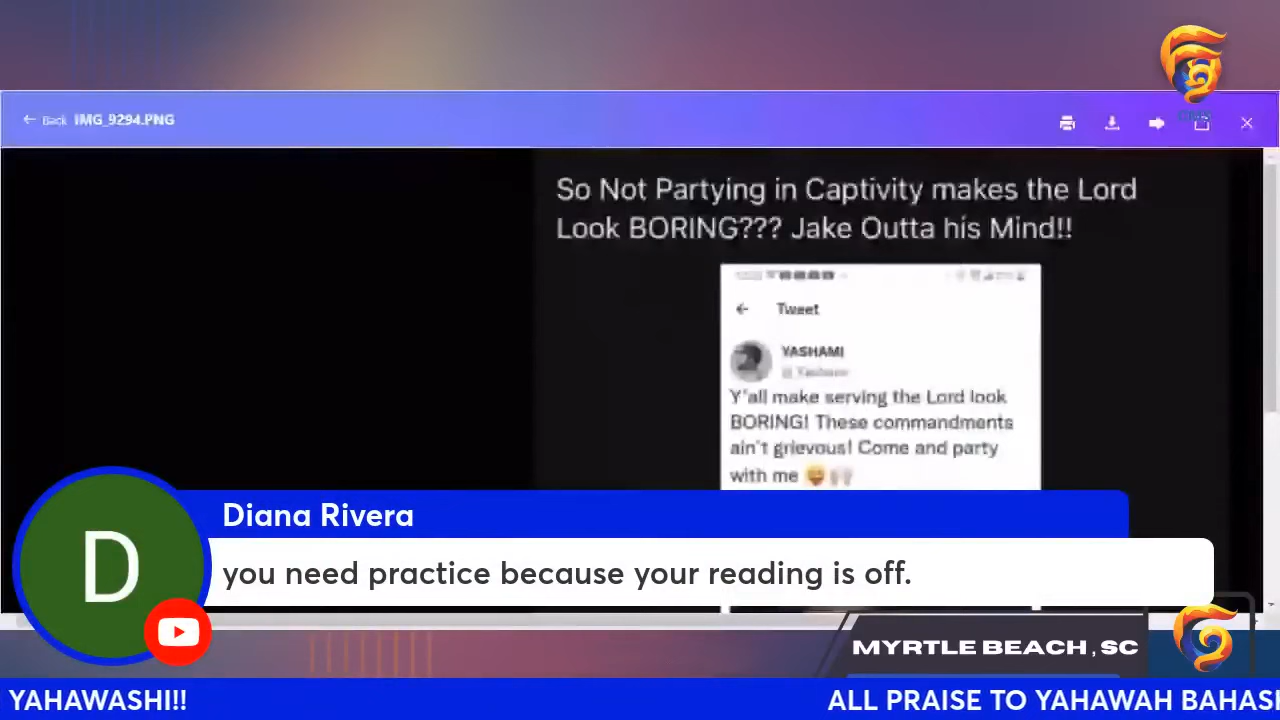 ← Back IMG_9294.PNG
So Not Partying in Captivity makes the Lord
Look BORING??? Jake Outta his Mind!!
← Tweet
YASHAMI
Y'all make serving the Lord look
BORING! These commandments
ain't grievous! Come and party
with me 😝🙌🏻
Diana Rivera
D
you need practice because your reading is off.
MYRTLE BEACH, SC
YAHAWASHI!! ALL PRAISE TO YAHAWAH BAHASH